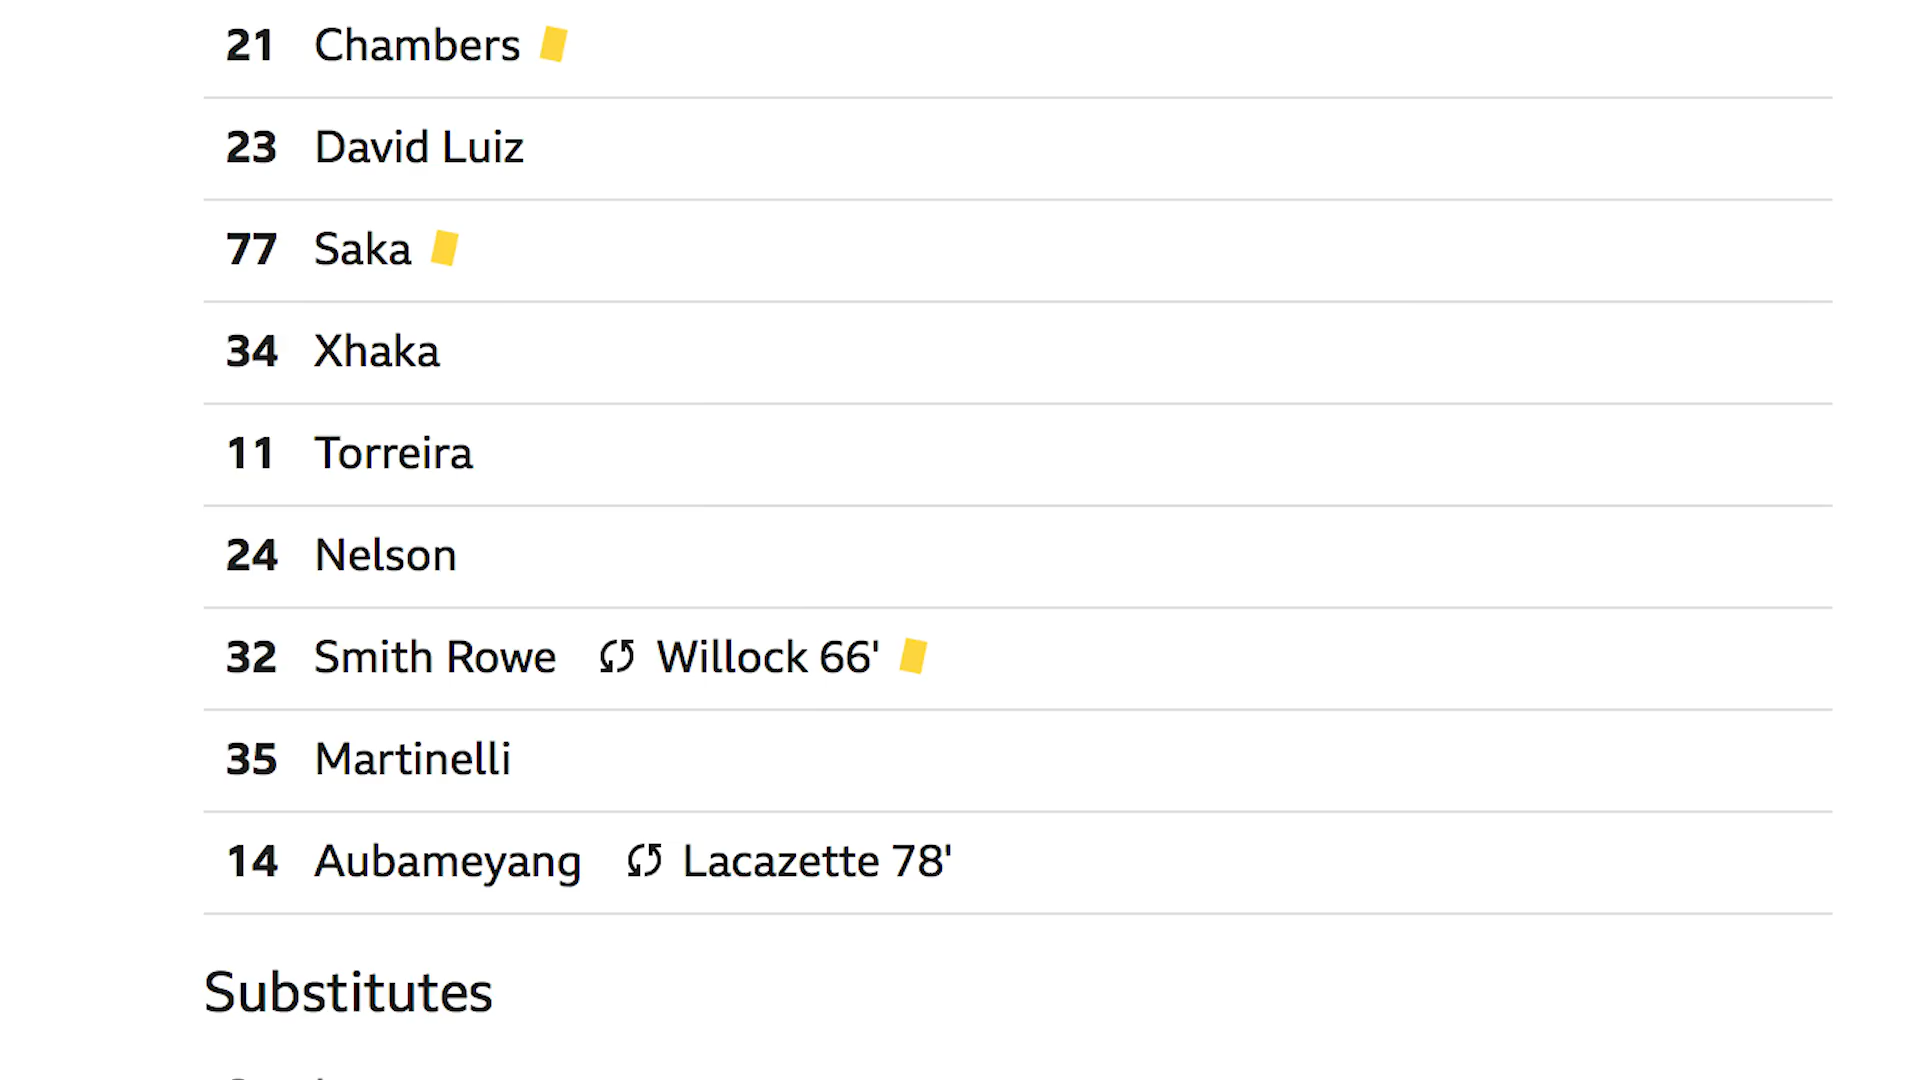 21 Chambers
23 David Luiz
77 Saka
34 Xhaka
11 Torreira
24 Nelson
32 Smith Rowe Willock 66'
35 Martinelli
14 Aubameyang Lacazette 78'
Substitutes